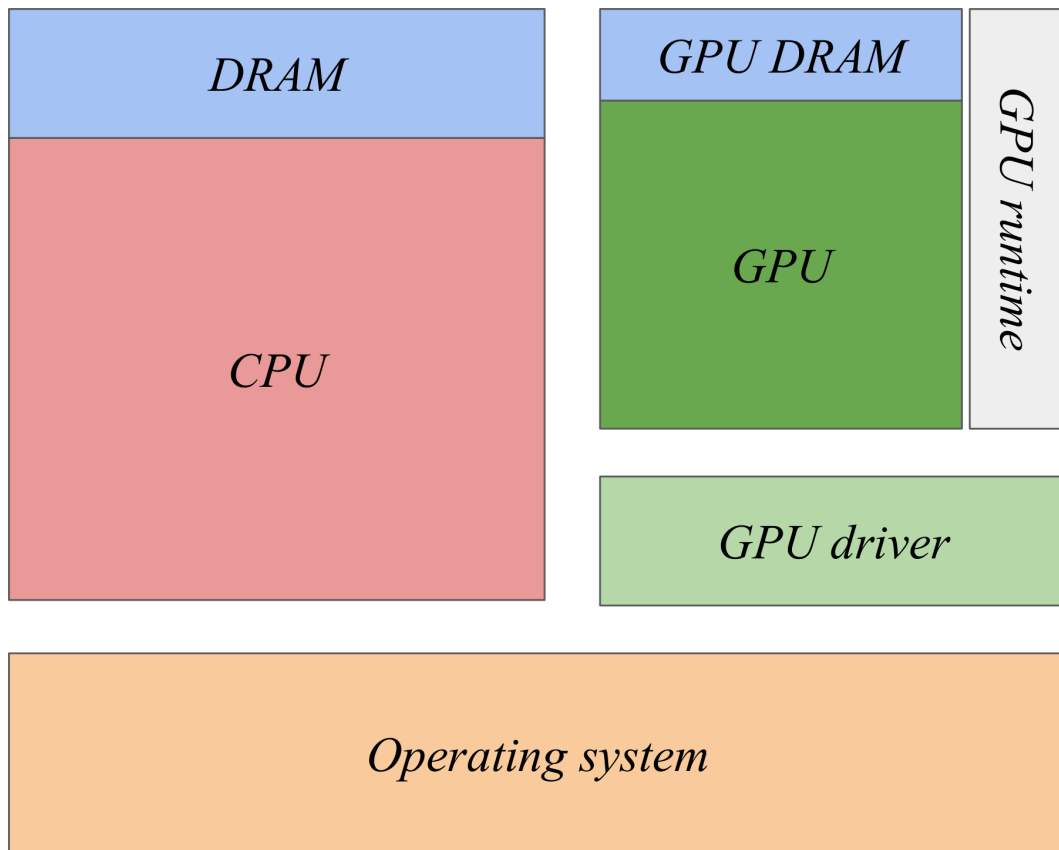 DRAM
GPU DRAM
GPU runtime
GPU
CPU
GPU driver
Operating system